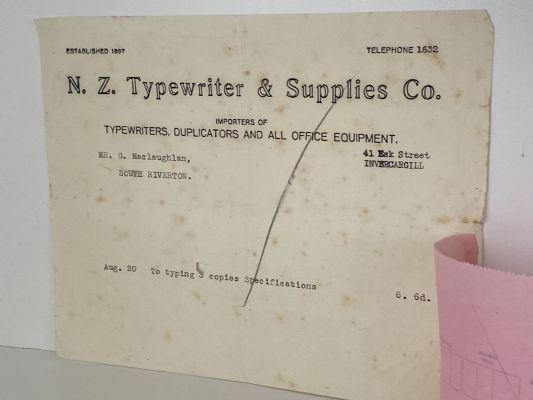 ESTABLISHED 1897
TELEPHONE 1632
N. Z. Typewriter & Supplies Co.
IMPORTERS OF
TYPEWRITERS, DUPLICATORS AND ALL OFFICE EQUIPMENT.
41 Esk Street
INVERCARGILL
MR. G. Maclaughlan,
SOUTH RIVERTON.
Aug. 20 To typing 3 copies Specifications
6. 6d.